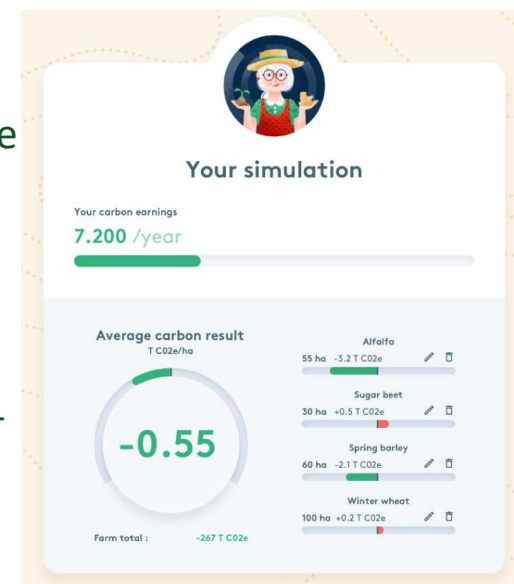 e
Your simulation
Your carbon earnings
7.200 /year
Average carbon result
T C02e/ha
-0.55
Farm total : -267 T C02e
Alfalfa
55 ha -3.2 T C02e
Sugar beet
30 ha +0.5 T C02e
Spring barley
60 ha -2.1 T C02e
Winter wheat
100 ha +0.2 T C02e